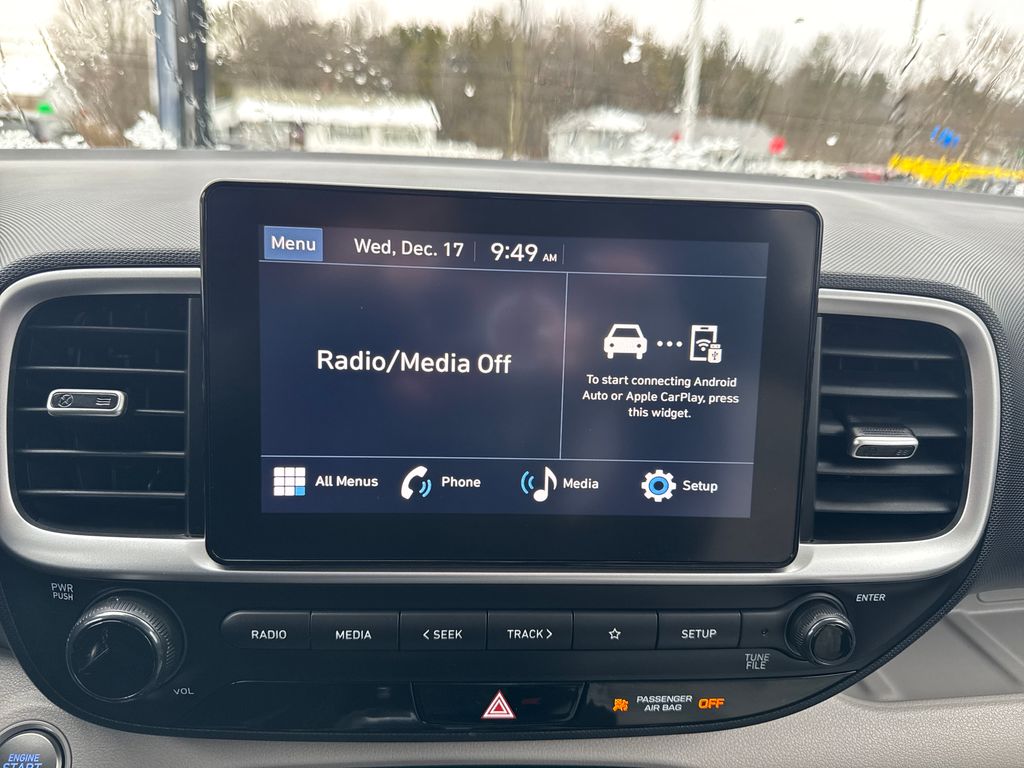 Menu Wed, Dec. 17 9:49 AM
Radio/Media Off
To start connecting Android
Auto or Apple CarPlay, press
this widget.
All Menus Phone Media Setup
PWR
PUSH
ENTER
RADIO MEDIA < SEEK TRACK > ☆ SETUP
TUNE
FILE
VOL
PASSENGER
AIR BAG OFF
ENGINE
START